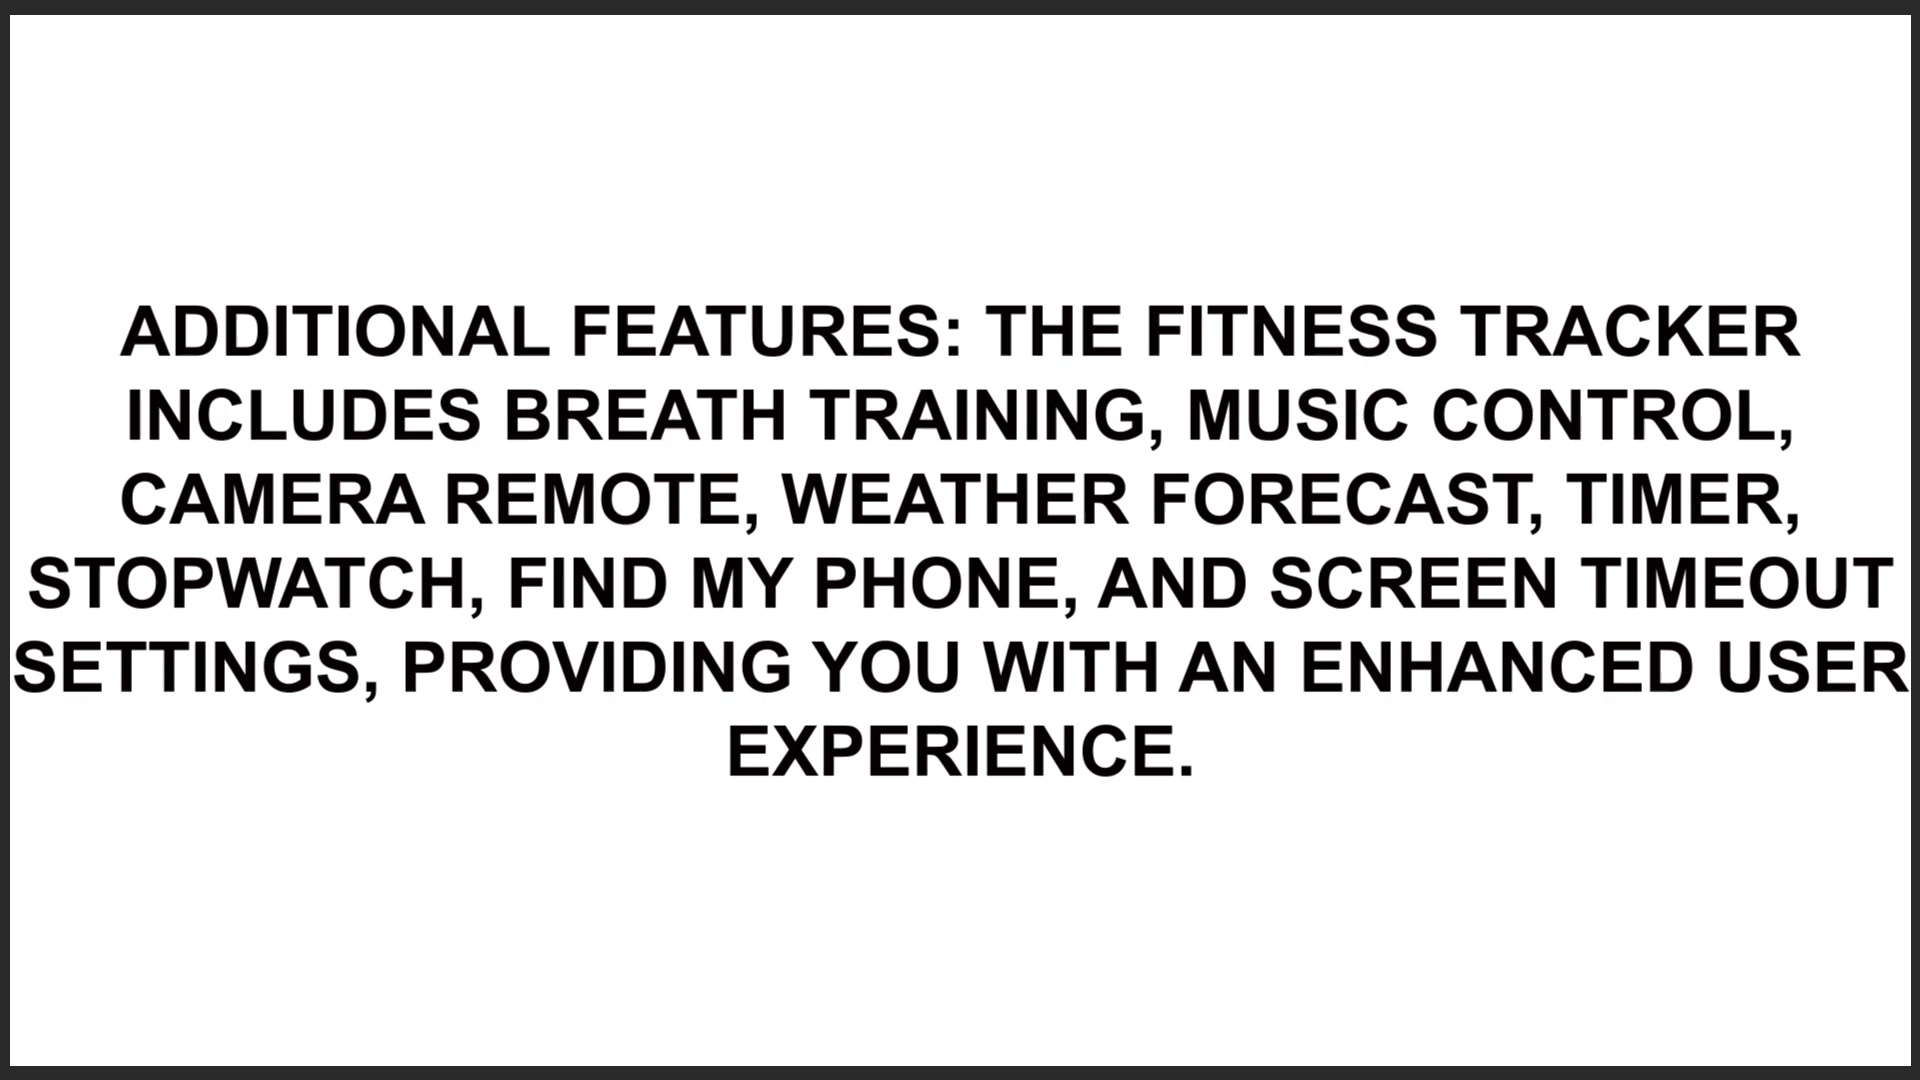 ADDITIONAL FEATURES: THE FITNESS TRACKER
INCLUDES BREATH TRAINING, MUSIC CONTROL,
CAMERA REMOTE, WEATHER FORECAST, TIMER,
STOPWATCH, FIND MY PHONE, AND SCREEN TIMEOUT
SETTINGS, PROVIDING YOU WITH AN ENHANCED USER
EXPERIENCE.